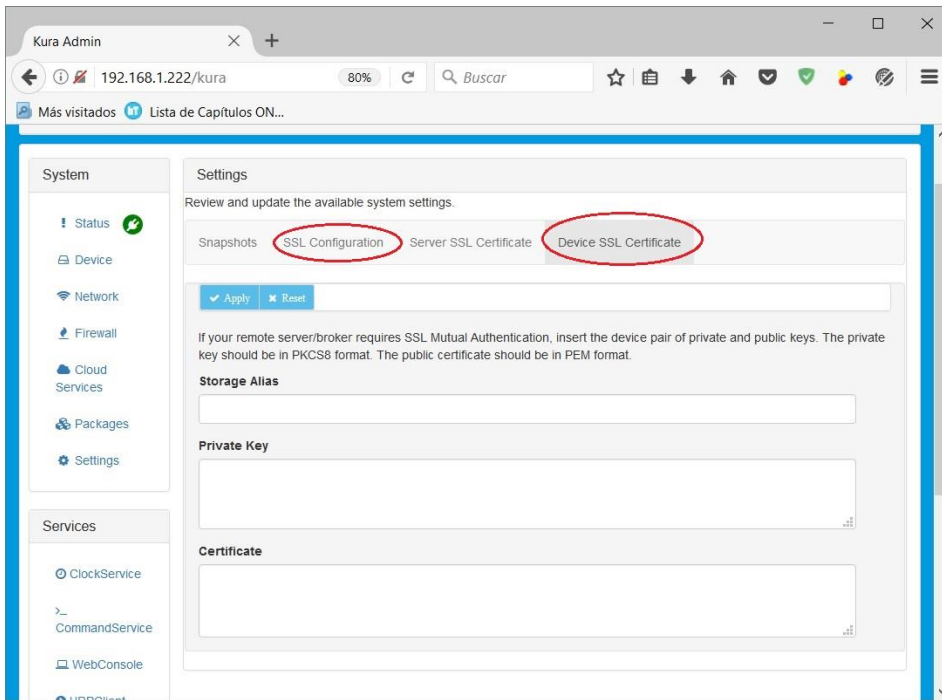 Kura Admin
192.168.1.222/kura
80%
Buscar
Más visitados
Lista de Capítulos ON...
System
Status
Device
Network
Firewall
Cloud
Services
Packages
Settings
Services
ClockService
CommandService
WebConsole
Settings
Review and update the available system settings.
Snapshots SSL Configuration Server SSL Certificate Device SSL Certificate
Apply Reset
If your remote server/broker requires SSL Mutual Authentication, insert the device pair of private and public keys. The private
key should be in PKCS8 format. The public certificate should be in PEM format.
Storage Alias
Private Key
Certificate